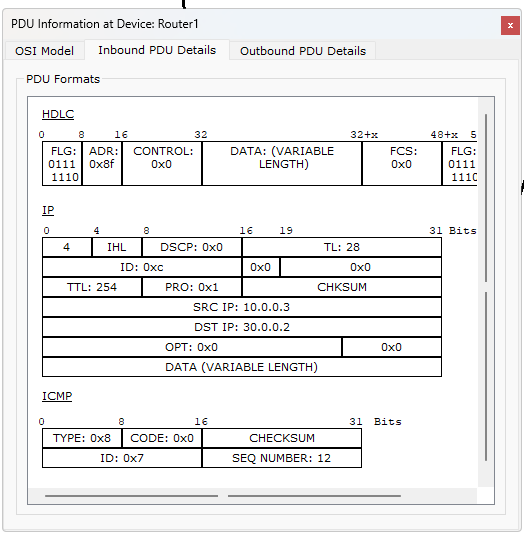 PDU Information at Device: Router1
x
OSI Model Inbound PDU Details Outbound PDU Details
PDU Formats
HDLC
0 8 16 32 32+x 48+x 5
FLG: 0111 1110 ADR: 0x8f CONTROL: 0x0 DATA: (VARIABLE LENGTH) FCS: 0x0 FLG: 0111 1110
IP
0 4 8 16 19 31 Bits
4 IHL DSCP: 0x0 TL: 28
ID: 0xc 0x0 0x0
TTL: 254 PRO: 0x1 CHKSUM
SRC IP: 10.0.0.3
DST IP: 30.0.0.2
OPT: 0x0 0x0
DATA (VARIABLE LENGTH)
ICMP
0 8 16 31 Bits
TYPE: 0x8 CODE: 0x0 CHECKSUM
ID: 0x7 SEQ NUMBER: 12